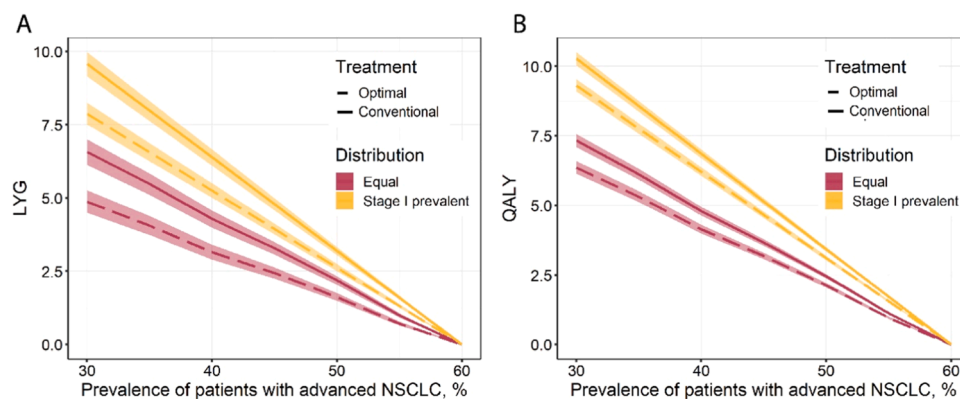 A
LYG
10.0
7.5
5.0
2.5
0.0
Treatment
Optimal
Conventional
Distribution
Equal
Stage I prevalent
30
40
50
60
Prevalence of patients with advanced NSCLC, %
B
QALY
10.0
7.5
5.0
2.5
0.0
Treatment
Optimal
Conventional
Distribution
Equal
Stage I prevalent
30
40
50
60
Prevalence of patients with advanced NSCLC, %